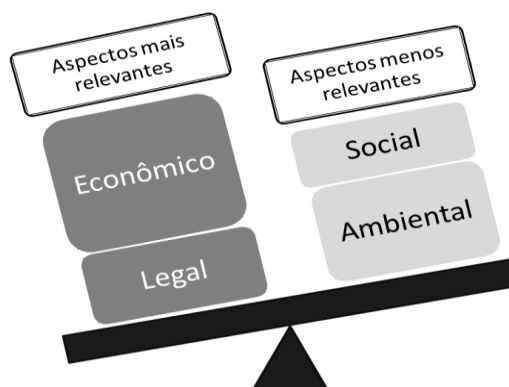 Aspectos mais
relevantes
Econômico
Legal
Aspectos menos
relevantes
Social
Ambiental